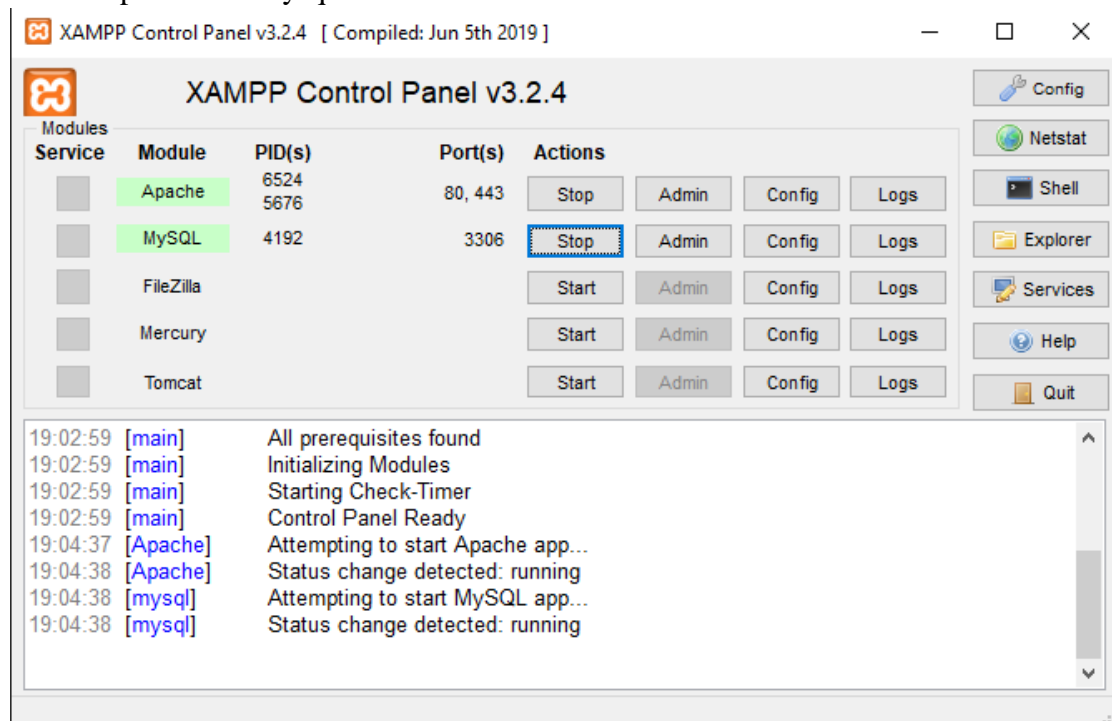 XAMPP Control Panel v3.2.4 [ Compiled: Jun 5th 2019 ]
XAMPP Control Panel v3.2.4
Config
Modules
Netstat
Service Module PID(s) Port(s) Actions
Apache 6524 5676 80, 443 Stop Admin Config Logs
Shell
MySQL 4192 3306 Stop Admin Config Logs
Explorer
FileZilla Start Admin Config Logs
Services
Mercury Start Admin Config Logs
Help
Tomcat Start Admin Config Logs
Quit
19:02:59 [main] All prerequisites found
19:02:59 [main] Initializing Modules
19:02:59 [main] Starting Check-Timer
19:02:59 [main] Control Panel Ready
19:04:37 [Apache] Attempting to start Apache app...
19:04:38 [Apache] Status change detected: running
19:04:38 [mysql] Attempting to start MySQL app...
19:04:38 [mysql] Status change detected: running